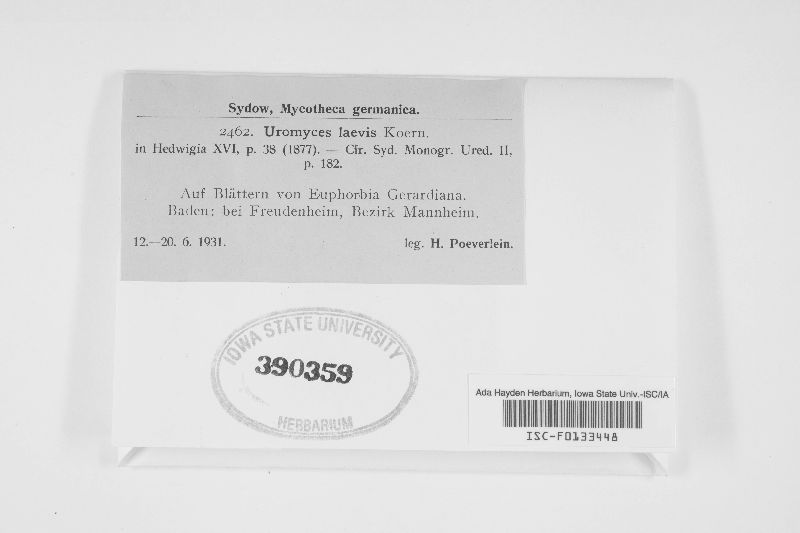 Sydow, Mycotheca germanica.
2462. Uromyces laevis Koern.
in Hedwigia XVI, p. 38 (1877). — Cfr. Syd. Monogr. Ured. II,
p. 182.
Auf Blättern von Euphorbia Gerardiana.
Baden: bei Freudenheim, Bezirk Mannheim.
12.—20. 6. 1931. leg. H. Poeverlein.
IOWA STATE UNIVERSITY
390359
HERBARIUM
Ada Hayden Herbarium, Iowa State Univ.-ISC/IA
ISC-F0133448